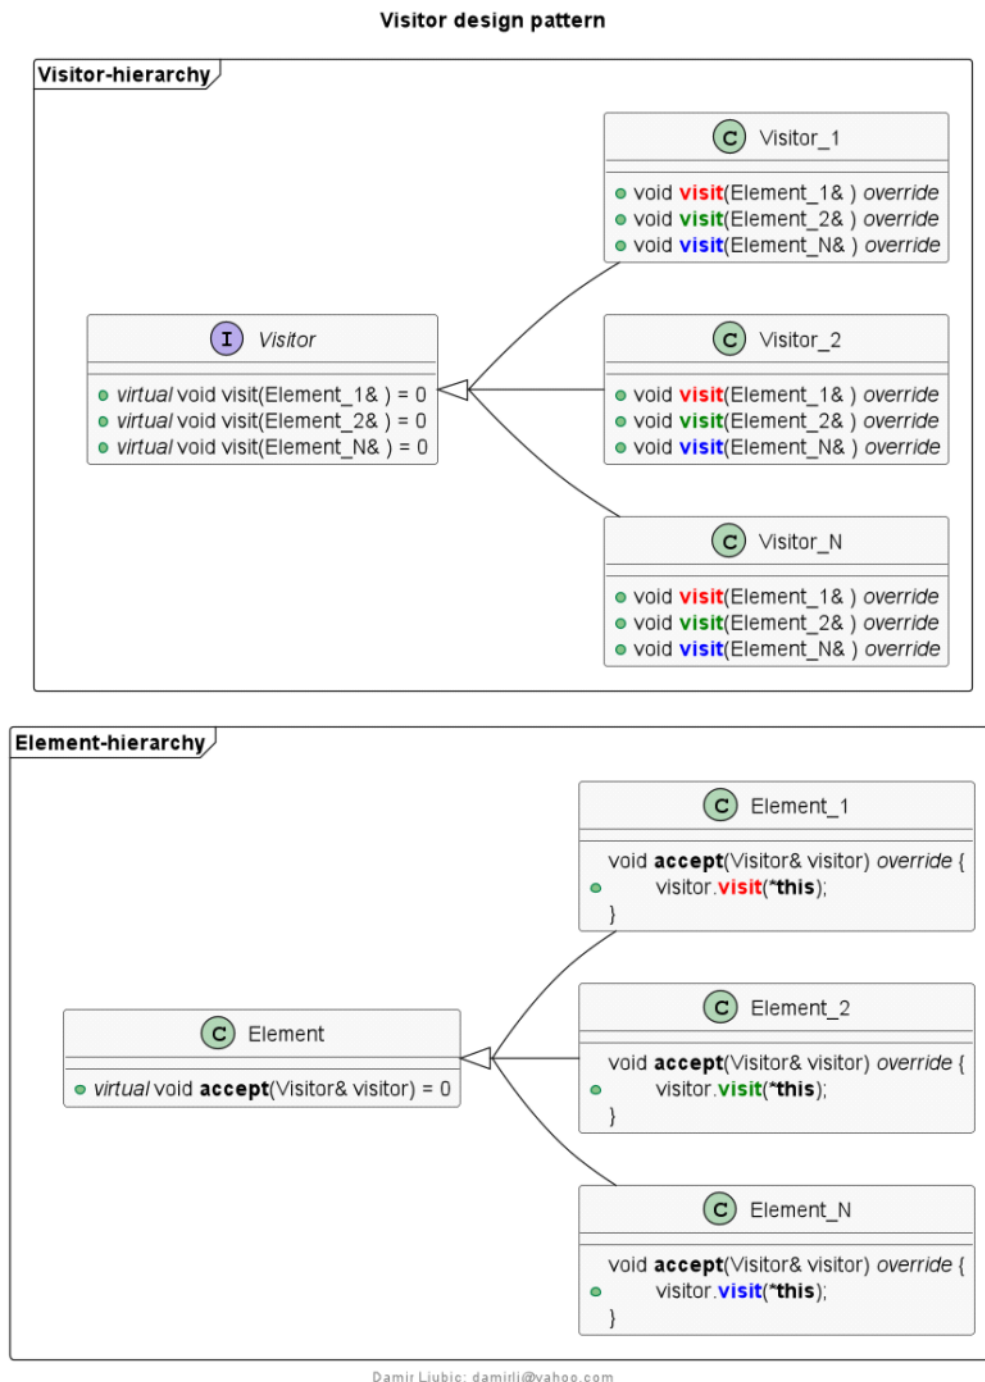 Visitor design pattern
Visitor-hierarchy
C Visitor_1
void visit(Element_1& ) override
void visit(Element_2& ) override
void visit(Element_N& ) override
I Visitor
virtual void visit(Element_1& ) = 0
virtual void visit(Element_2& ) = 0
virtual void visit(Element_N& ) = 0
C Visitor_2
void visit(Element_1& ) override
void visit(Element_2& ) override
void visit(Element_N& ) override
C Visitor_N
void visit(Element_1& ) override
void visit(Element_2& ) override
void visit(Element_N& ) override
Element-hierarchy
C Element_1
void accept(Visitor& visitor) override {
visitor.visit(*this);
}
C Element
virtual void accept(Visitor& visitor) = 0
C Element_2
void accept(Visitor& visitor) override {
visitor.visit(*this);
}
C Element_N
void accept(Visitor& visitor) override {
visitor.visit(*this);
}
Damir Ljubic: damirlj@yahoo.com